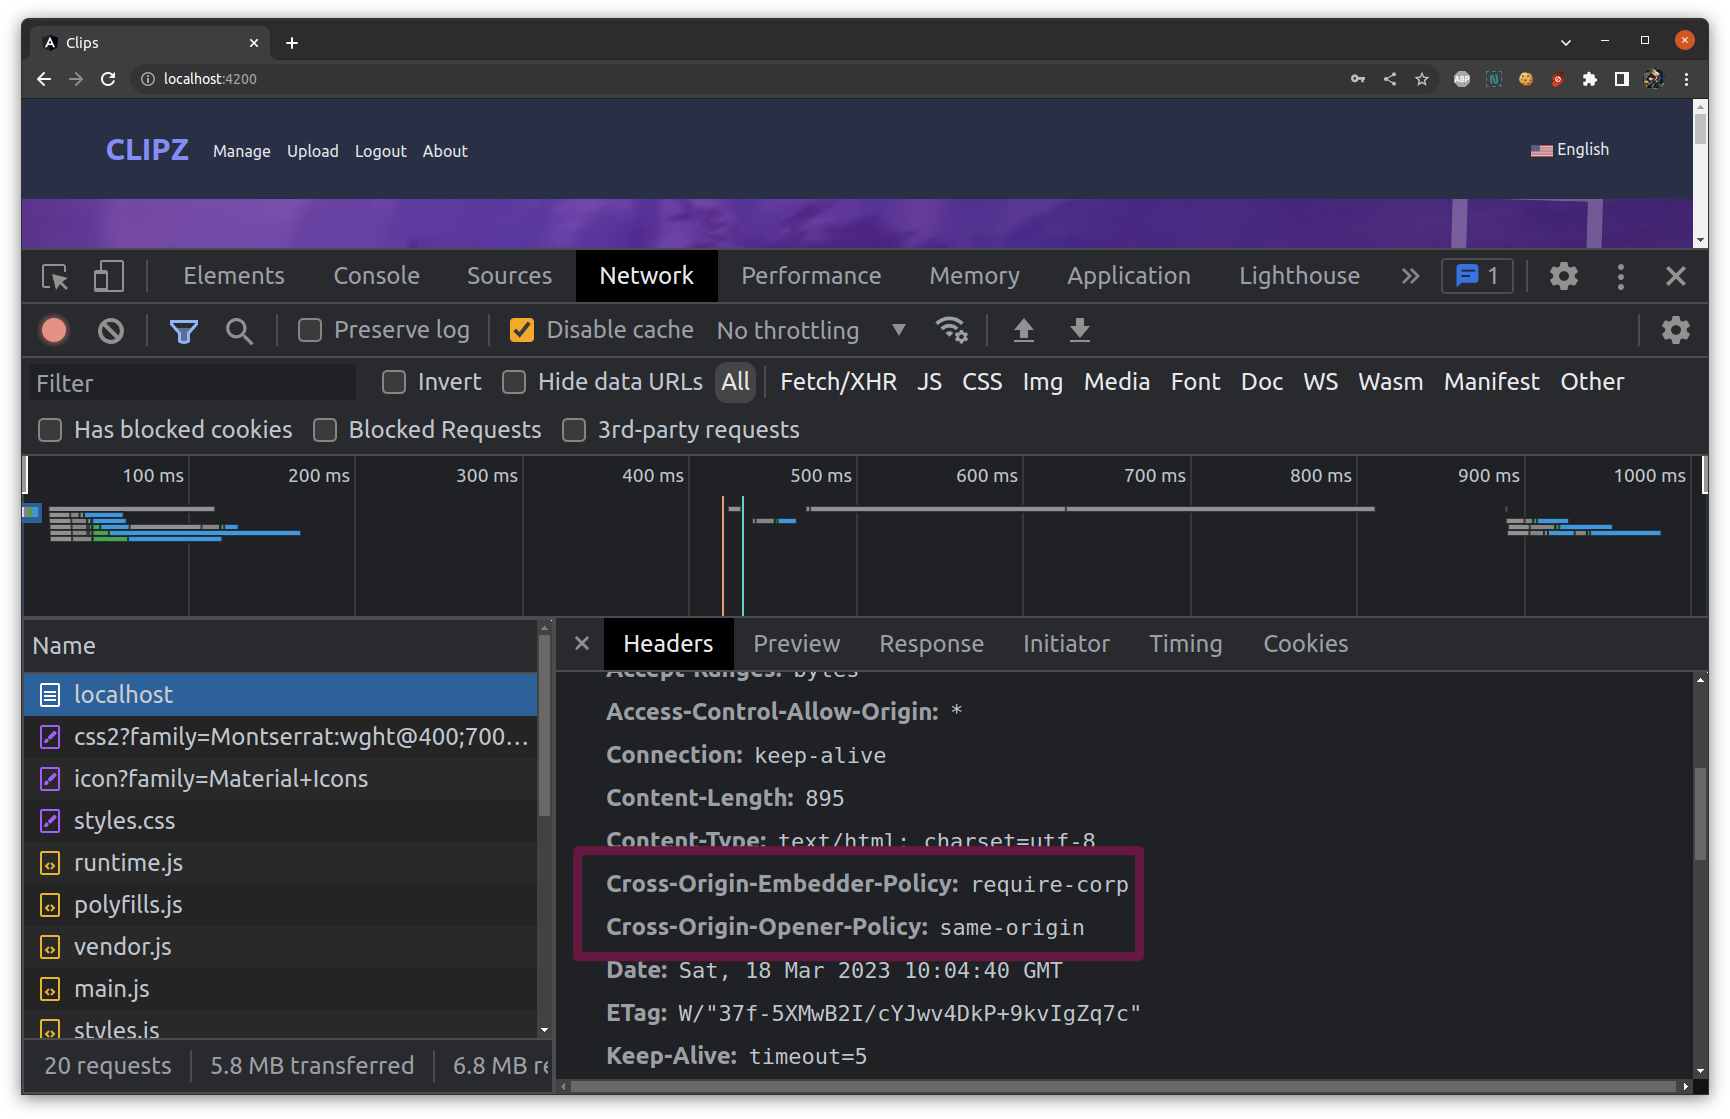 Clips
localhost:4200
ABP
N
CLIPZ Manage Upload Logout About
English
Elements Console Sources Network Performance Memory Application Lighthouse 1
Preserve log Disable cache No throttling
Filter Invert Hide data URLs All Fetch/XHR JS CSS Img Media Font Doc WS Wasm Manifest Other
Has blocked cookies Blocked Requests 3rd-party requests
100 ms 200 ms 300 ms 400 ms 500 ms 600 ms 700 ms 800 ms 900 ms 1000 ms
Name
localhost
css2?family=Montserrat:wght@400;700…
icon?family=Material+Icons
styles.css
runtime.js
polyfills.js
vendor.js
main.js
styles.js
20 requests 5.8 MB transferred 6.8 MB re
Headers Preview Response Initiator Timing Cookies
Accept-Ranges: bytes
Access-Control-Allow-Origin: *
Connection: keep-alive
Content-Length: 895
Content-Type: text/html; charset=utf-8
Cross-Origin-Embedder-Policy: require-corp
Cross-Origin-Opener-Policy: same-origin
Date: Sat, 18 Mar 2023 10:04:40 GMT
ETag: W/"37f-5XMwB2I/cYJwv4DkP+9kvIgZq7c"
Keep-Alive: timeout=5